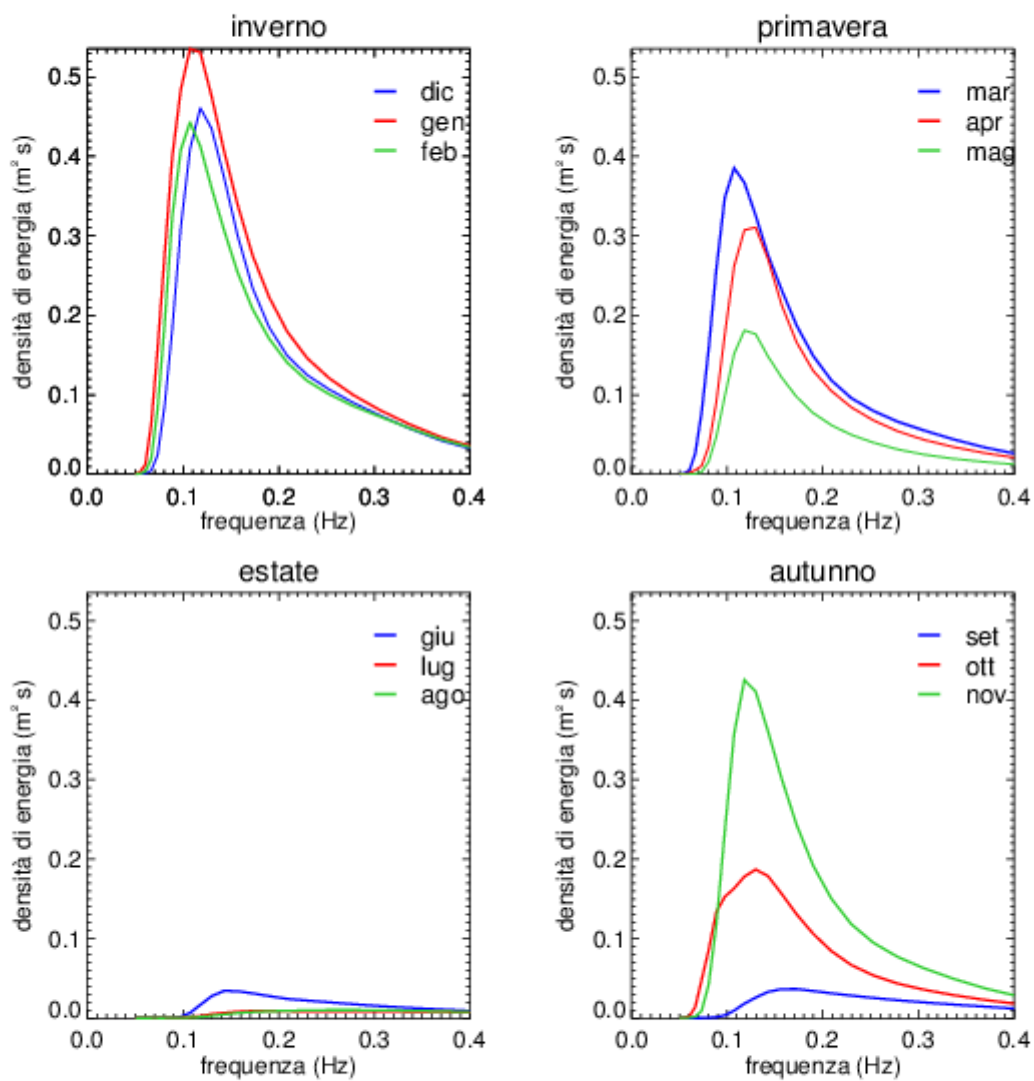 inverno
densità di energia (m² s)
0.5
0.4
0.3
0.2
0.1
0.0
dic
gen
feb
0.0 0.1 0.2 0.3 0.4
frequenza (Hz)
primavera
densità di energia (m² s)
0.5
0.4
0.3
0.2
0.1
0.0
mar
apr
mag
0.0 0.1 0.2 0.3 0.4
frequenza (Hz)
estate
densità di energia (m² s)
0.5
0.4
0.3
0.2
0.1
0.0
giu
lug
ago
0.0 0.1 0.2 0.3 0.4
frequenza (Hz)
autunno
densità di energia (m² s)
0.5
0.4
0.3
0.2
0.1
0.0
set
ott
nov
0.0 0.1 0.2 0.3 0.4
frequenza (Hz)